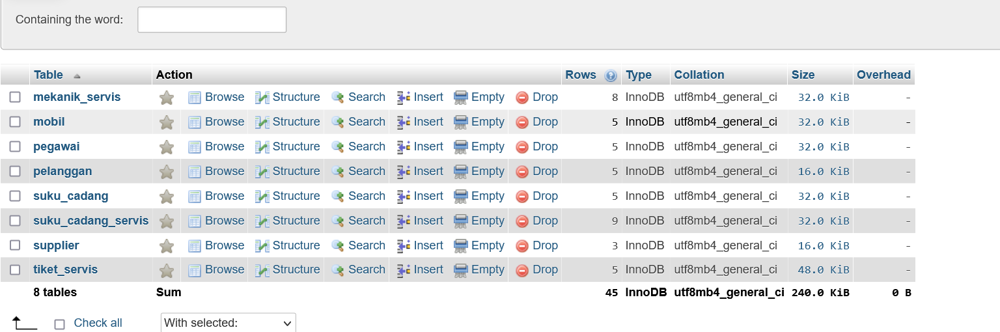 Containing the word:
Table Action Rows Type Collation Size Overhead
mekanik_servis Browse Structure Search Insert Empty Drop 8 InnoDB utf8mb4_general_ci 32.0 KiB -
mobil Browse Structure Search Insert Empty Drop 5 InnoDB utf8mb4_general_ci 32.0 KiB -
pegawai Browse Structure Search Insert Empty Drop 5 InnoDB utf8mb4_general_ci 32.0 KiB -
pelanggan Browse Structure Search Insert Empty Drop 5 InnoDB utf8mb4_general_ci 16.0 KiB -
suku_cadang Browse Structure Search Insert Empty Drop 5 InnoDB utf8mb4_general_ci 32.0 KiB -
suku_cadang_servis Browse Structure Search Insert Empty Drop 9 InnoDB utf8mb4_general_ci 32.0 KiB -
supplier Browse Structure Search Insert Empty Drop 3 InnoDB utf8mb4_general_ci 16.0 KiB -
tiket_servis Browse Structure Search Insert Empty Drop 5 InnoDB utf8mb4_general_ci 48.0 KiB -
8 tables Sum 45 InnoDB utf8mb4_general_ci 240.0 KiB 0 B
Check all With selected: